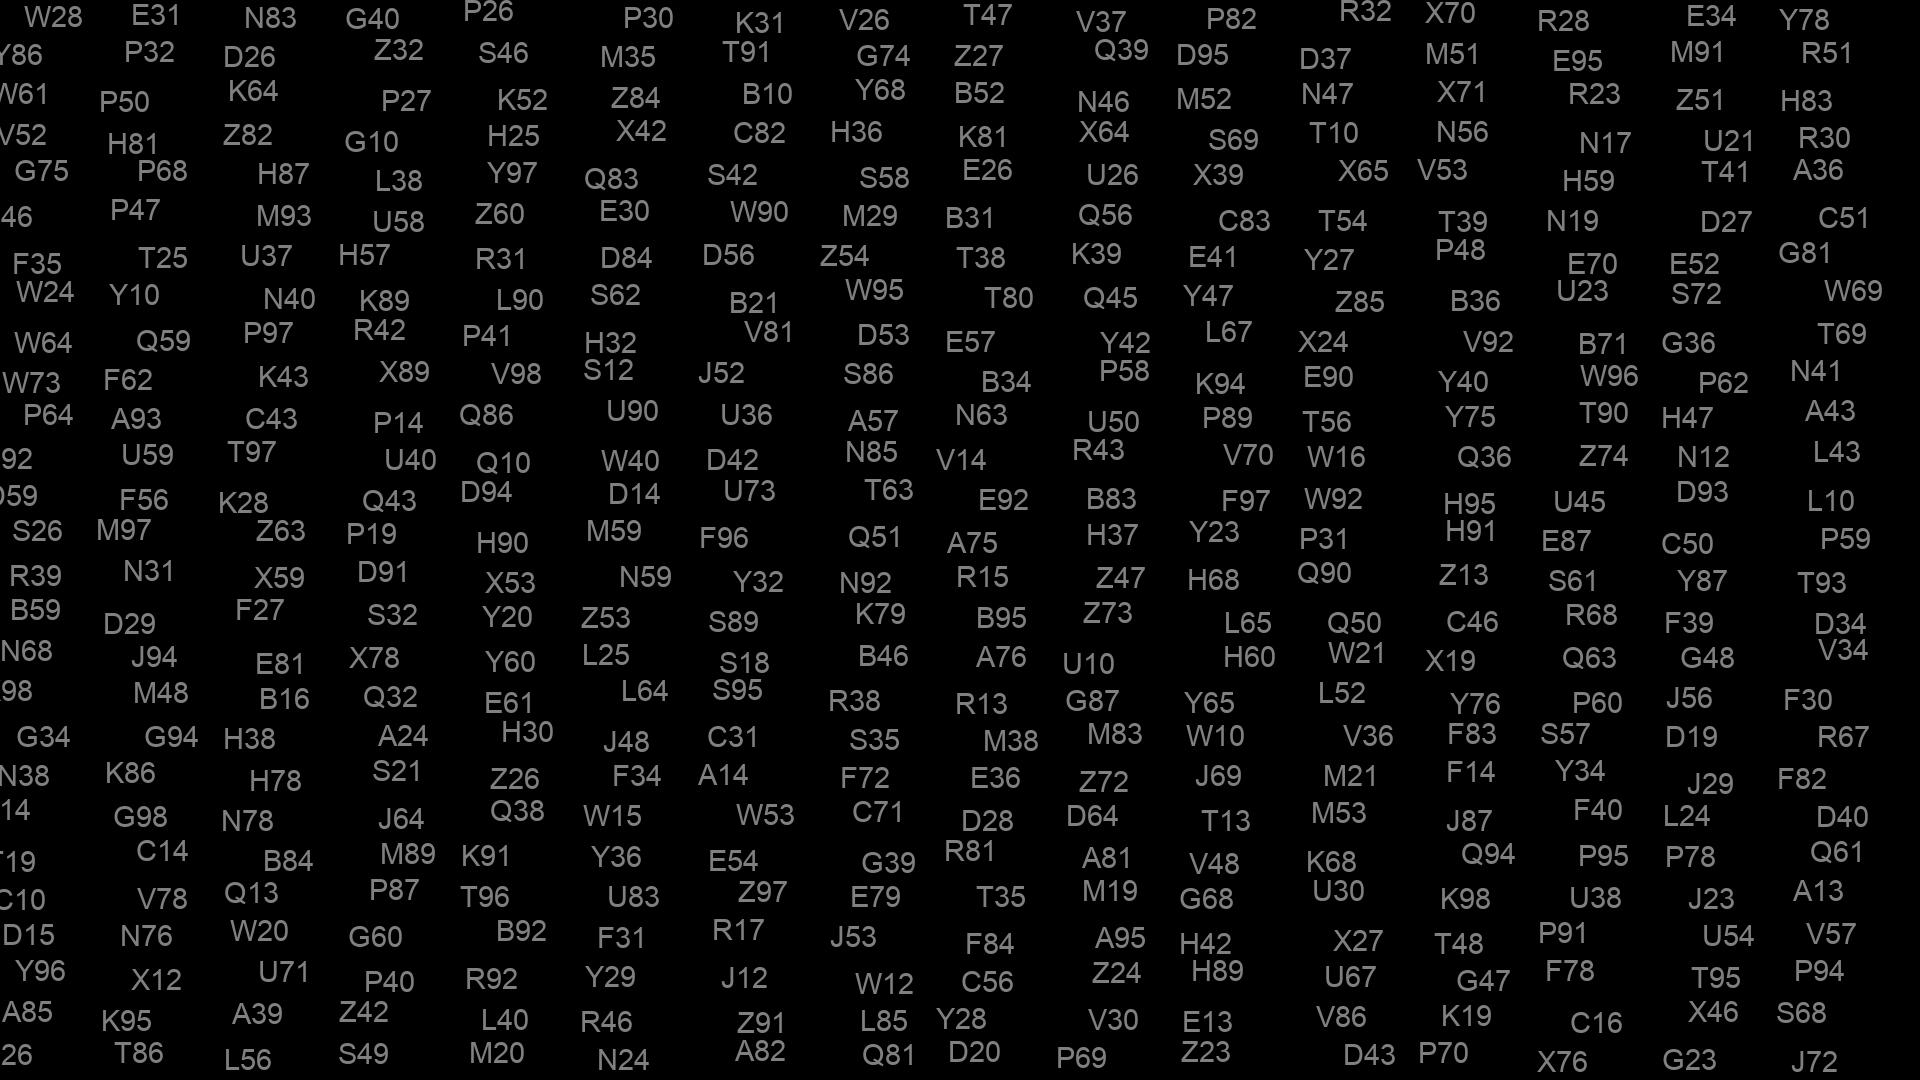 W28 E31 N83 G40 P26 P30 K31 V26 T47 V37 P82 R32 X70 R28 E34 Y78
Y86 P32 D26 Z32 S46 M35 T91 G74 Z27 Q39 D95 D37 M51 E95 M91 R51
W61 P50 K64 P27 K52 Z84 B10 Y68 B52 N46 M52 N47 X71 R23 Z51 H83
V52 H81 Z82 G10 H25 X42 C82 H36 K81 X64 S69 T10 N56 N17 U21 R30
G75 P68 H87 L38 Y97 Q83 S42 S58 E26 U26 X39 X65 V53 H59 T41 A36
46 P47 M93 U58 Z60 E30 W90 M29 B31 Q56 C83 T54 T39 N19 D27 C51
F35 T25 U37 H57 R31 D84 D56 Z54 T38 K39 E41 Y27 P48 E70 E52 G81
W24 Y10 N40 K89 L90 S62 B21 W95 T80 Q45 Y47 Z85 B36 U23 S72 W69
W64 Q59 P97 R42 P41 H32 V81 D53 E57 Y42 L67 X24 V92 B71 G36 T69
W73 F62 K43 X89 V98 S12 J52 S86 B34 P58 K94 E90 Y40 W96 P62 N41
P64 A93 C43 P14 Q86 U90 U36 A57 N63 U50 P89 T56 Y75 T90 H47 A43
92 U59 T97 U40 Q10 W40 D42 N85 V14 R43 V70 W16 Q36 Z74 N12 L43
D59 F56 K28 Q43 D94 D14 U73 T63 E92 B83 F97 W92 H95 U45 D93 L10
S26 M97 Z63 P19 H90 M59 F96 Q51 A75 H37 Y23 P31 H91 E87 C50 P59
R39 N31 X59 D91 X53 N59 Y32 N92 R15 Z47 H68 Q90 Z13 S61 Y87 T93
B59 D29 F27 S32 Y20 Z53 S89 K79 B95 Z73 L65 Q50 C46 R68 F39 D34
N68 J94 E81 X78 Y60 L25 S18 B46 A76 U10 H60 W21 X19 Q63 G48 V34
98 M48 B16 Q32 E61 L64 S95 R38 R13 G87 Y65 L52 Y76 P60 J56 F30
G34 G94 H38 A24 H30 J48 C31 S35 M38 M83 W10 V36 F83 S57 D19 R67
N38 K86 H78 S21 Z26 F34 A14 F72 E36 Z72 J69 M21 F14 Y34 J29 F82
14 G98 N78 J64 Q38 W15 W53 C71 D28 D64 T13 M53 J87 F40 L24 D40
19 C14 B84 M89 K91 Y36 E54 G39 R81 A81 V48 K68 Q94 P95 P78 Q61
C10 V78 Q13 P87 T96 U83 Z97 E79 T35 M19 G68 U30 K98 U38 J23 A13
D15 N76 W20 G60 B92 F31 R17 J53 F84 A95 H42 X27 T48 P91 U54 V57
Y96 X12 U71 P40 R92 Y29 J12 W12 C56 Z24 H89 U67 G47 F78 T95 P94
A85 K95 A39 Z42 L40 R46 Z91 L85 Y28 V30 E13 V86 K19 C16 X46 S68
26 T86 L56 S49 M20 N24 A82 Q81 D20 P69 Z23 D43 P70 X76 G23 J72